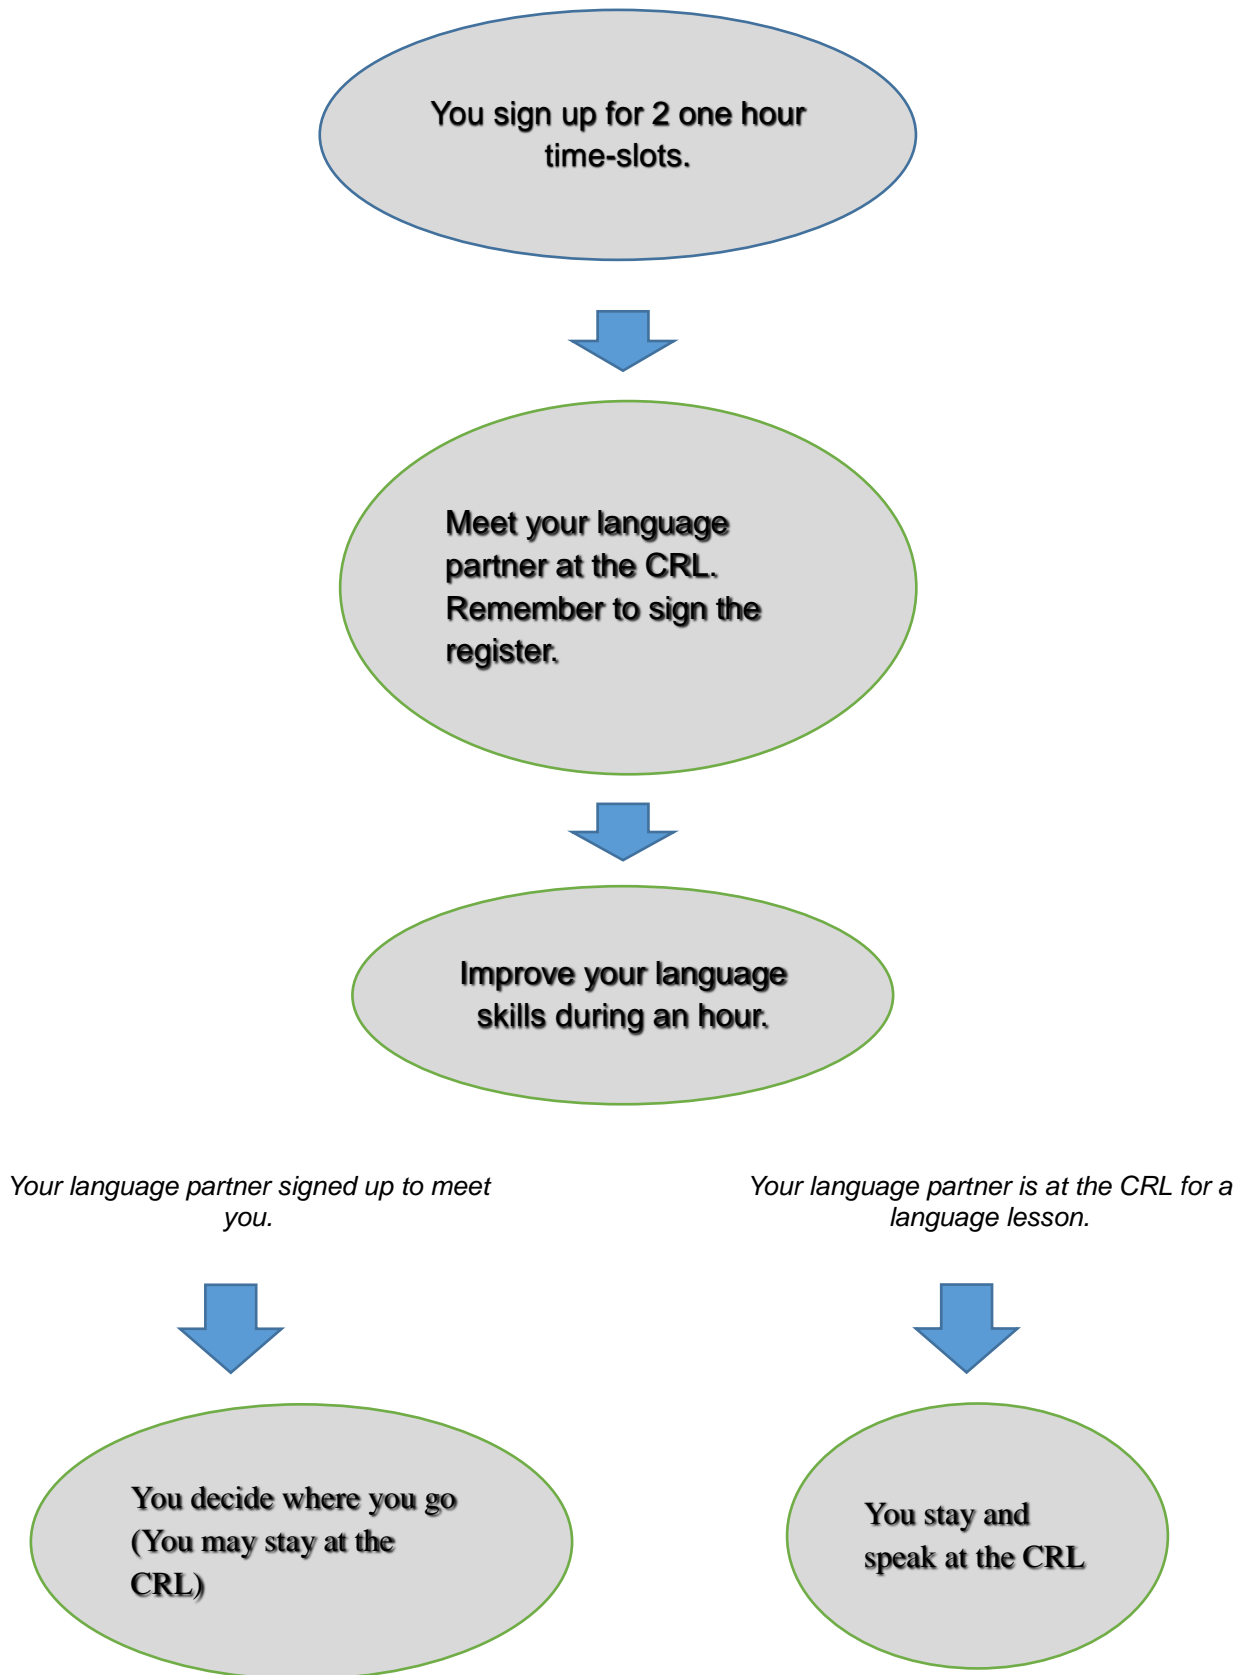 You sign up for 2 one hour
time-slots.
Meet your language
partner at the CRL.
Remember to sign the
register.
Improve your language
skills during an hour.
Your language partner signed up to meet
you.
Your language partner is at the CRL for a
language lesson.
You decide where you go
(You may stay at the
CRL)
You stay and
speak at the CRL